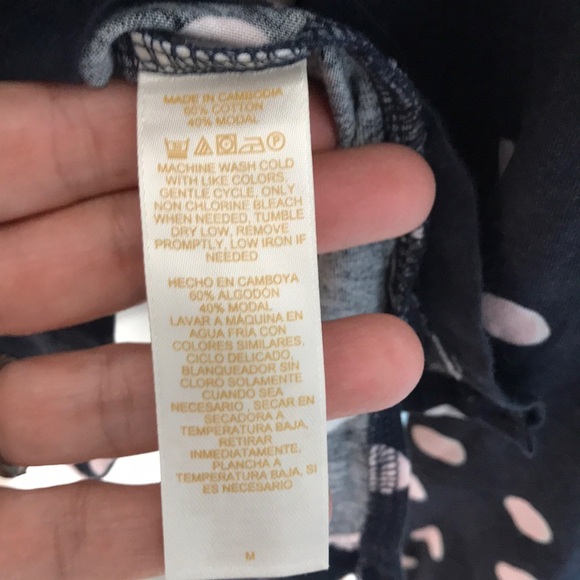 MADE IN CAMBODIA
60% COTTON
40% MODAL
MACHINE WASH COLD
WITH LIKE COLORS,
GENTLE CYCLE, ONLY
NON CHLORINE BLEACH
WHEN NEEDED, TUMBLE
DRY LOW, REMOVE
PROMPTLY, LOW IRON IF
NEEDED
HECHO EN CAMBOYA
60% ALGODÓN
40% MODAL
LAVAR A MÁQUINA EN
AGUA FRÍA CON
COLORES SIMILARES,
CICLO DELICADO,
BLANQUEADOR SIN
CLORO SOLAMENTE
CUANDO SEA
NECESARIO , SECAR EN
SECADORA A
TEMPERATURA BAJA,
RETIRAR
INMEDIATAMENTE,
PLANCHA A
TEMPERATURA BAJA, SI
ES NECESARIO
M